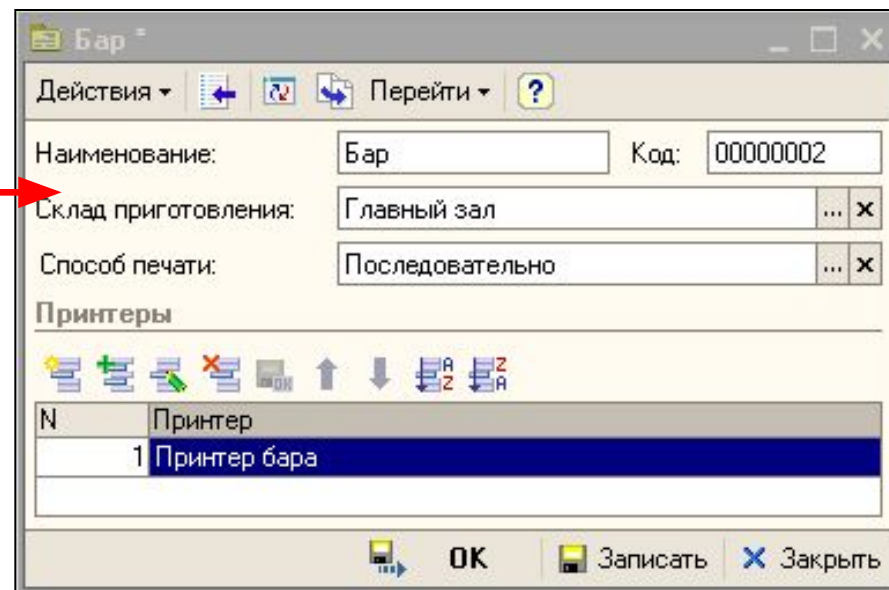 Бар *
Действия Перейти ?
Наименование: Бар Код: 00000002
Склад приготовления: Главный зал ... x
Способ печати: Последовательно ... x
Принтеры
N Принтер
1 Принтер бара
OK Записать Закрыть